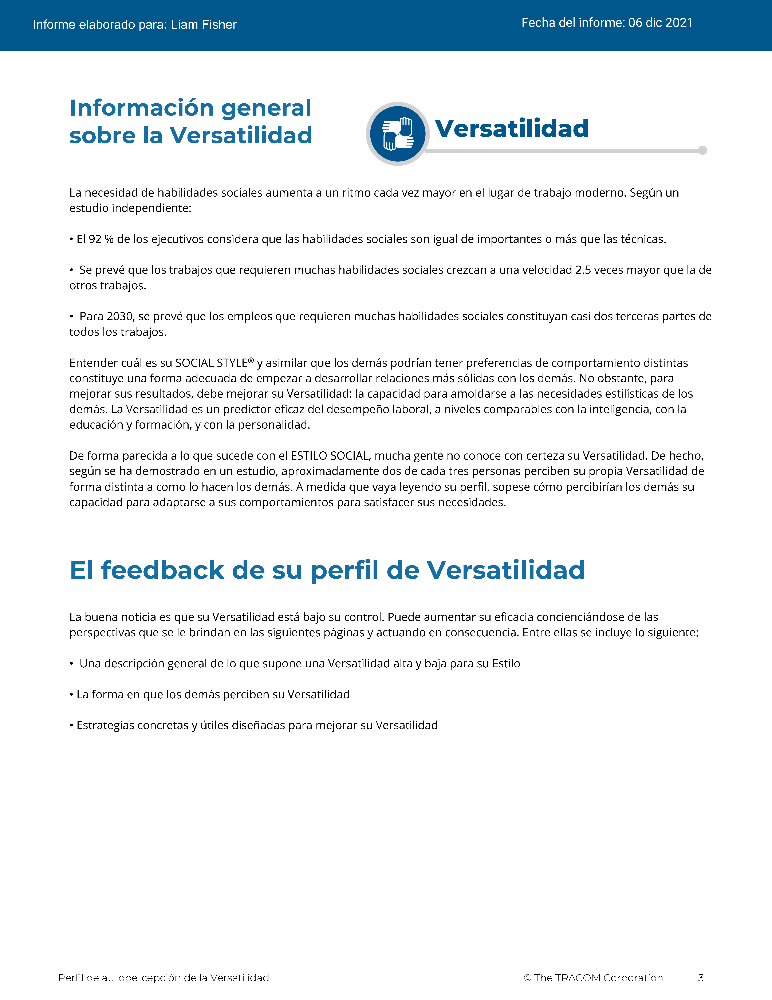 Informe elaborado para: Liam Fisher
Fecha del informe: 06 dic 2021
Información general
sobre la Versatilidad
Versatilidad
La necesidad de habilidades sociales aumenta a un ritmo cada vez mayor en el lugar de trabajo moderno. Según un
estudio independiente:
• El 92 % de los ejecutivos considera que las habilidades sociales son igual de importantes o más que las técnicas.
• Se prevé que los trabajos que requieren muchas habilidades sociales crezcan a una velocidad 2,5 veces mayor que la de
otros trabajos.
• Para 2030, se prevé que los empleos que requieren muchas habilidades sociales constituyan casi dos terceras partes de
todos los trabajos.
Entender cuál es su SOCIAL STYLE® y asimilar que los demás podrían tener preferencias de comportamiento distintas
constituye una forma adecuada de empezar a desarrollar relaciones más sólidas con los demás. No obstante, para
mejorar sus resultados, debe mejorar su Versatilidad: la capacidad para amoldarse a las necesidades estilísticas de los
demás. La Versatilidad es un predictor eficaz del desempeño laboral, a niveles comparables con la inteligencia, con la
educación y formación, y con la personalidad.
De forma parecida a lo que sucede con el ESTILO SOCIAL, mucha gente no conoce con certeza su Versatilidad. De hecho,
según se ha demostrado en un estudio, aproximadamente dos de cada tres personas perciben su propia Versatilidad de
forma distinta a como lo hacen los demás. A medida que vaya leyendo su perfil, sopese cómo percibirían los demás su
capacidad para adaptarse a sus comportamientos para satisfacer sus necesidades.
El feedback de su perfil de Versatilidad
La buena noticia es que su Versatilidad está bajo su control. Puede aumentar su eficacia concienciándose de las
perspectivas que se le brindan en las siguientes páginas y actuando en consecuencia. Entre ellas se incluye lo siguiente:
• Una descripción general de lo que supone una Versatilidad alta y baja para su Estilo
• La forma en que los demás perciben su Versatilidad
• Estrategias concretas y útiles diseñadas para mejorar su Versatilidad
Perfil de autopercepción de la Versatilidad
© The TRACOM Corporation
3